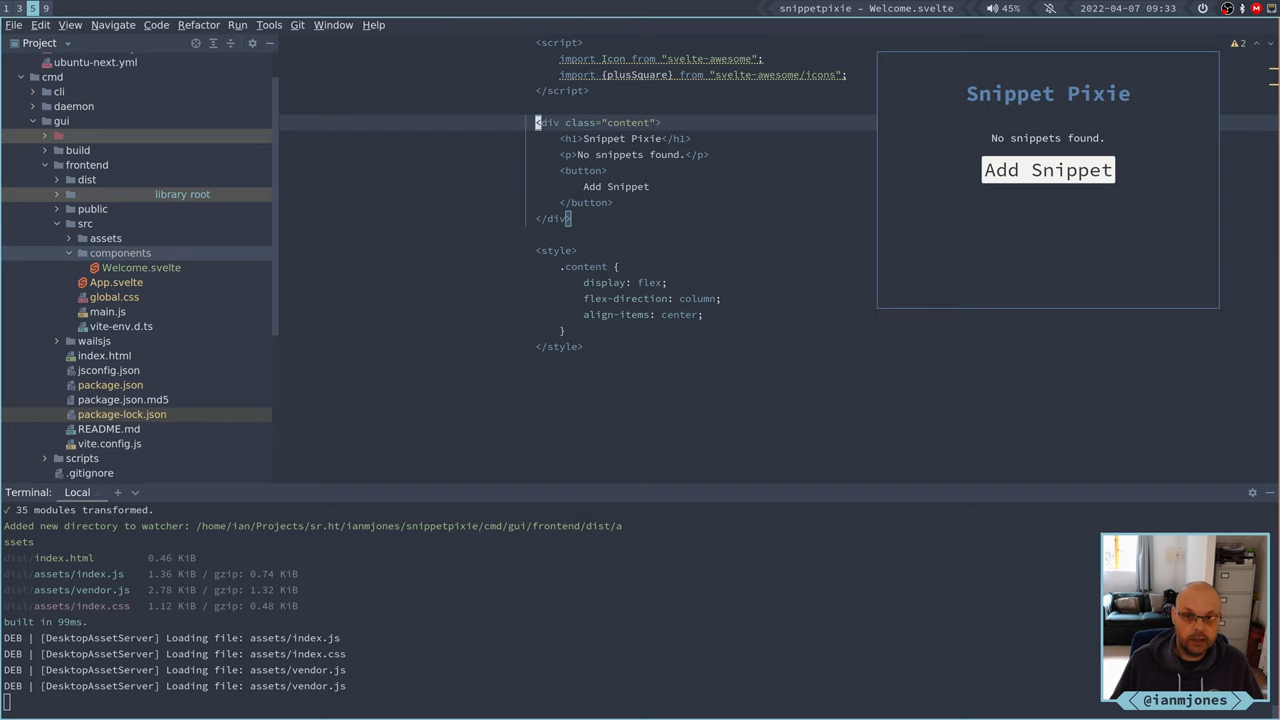 1 3 5 9
snippetpixie – Welcome.svelte
45%
2022-04-07 09:33
File Edit View Navigate Code Refactor Run Tools Git Window Help
Project
ubuntu-next.yml
cmd
cli
daemon
gui
build
frontend
dist
library root
public
src
assets
components
Welcome.svelte
App.svelte
global.css
main.js
vite-env.d.ts
wailsjs
index.html
jsconfig.json
package.json
package.json.md5
package-lock.json
README.md
vite.config.js
scripts
.gitignore
<script>
import Icon from "svelte-awesome";
import {plusSquare} from "svelte-awesome/icons";
</script>
<div class="content">
<h1>Snippet Pixie</h1>
<p>No snippets found.</p>
<button>
Add Snippet
</button>
</div>
<style>
.content {
display: flex;
flex-direction: column;
align-items: center;
}
</style>
2
Snippet Pixie
No snippets found.
Add Snippet
Terminal: Local
✓ 35 modules transformed.
Added new directory to watcher: /home/ian/Projects/sr.ht/ianmjones/snippetpixie/cmd/gui/frontend/dist/a
ssets
dist/index.html 0.46 KiB
dist/assets/index.js 1.36 KiB / gzip: 0.74 KiB
dist/assets/vendor.js 2.78 KiB / gzip: 1.32 KiB
dist/assets/index.css 1.12 KiB / gzip: 0.48 KiB
built in 99ms.
DEB | [DesktopAssetServer] Loading file: assets/index.js
DEB | [DesktopAssetServer] Loading file: assets/index.css
DEB | [DesktopAssetServer] Loading file: assets/vendor.js
DEB | [DesktopAssetServer] Loading file: assets/vendor.js
@ianmjones